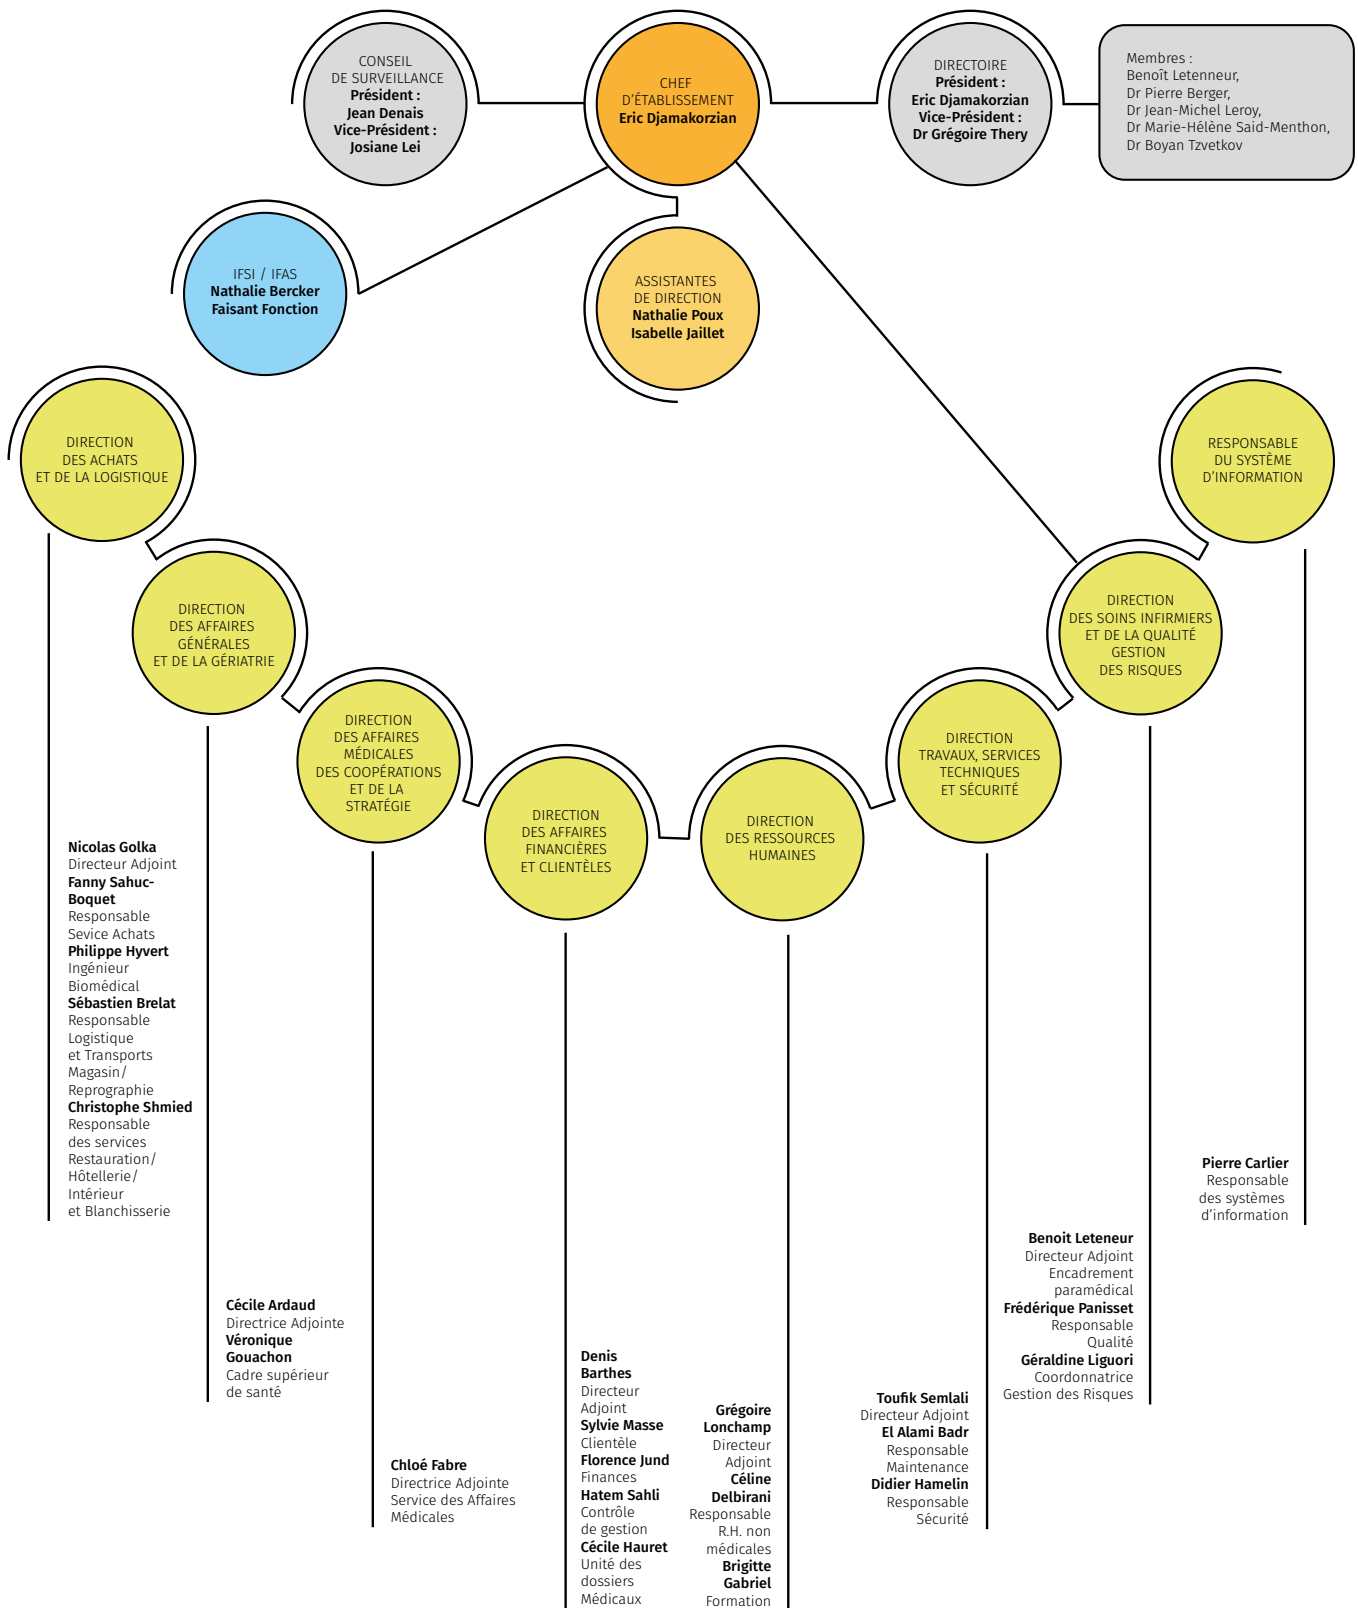 CONSEIL
DE SURVEILLANCE
Président :
Jean Denais
Vice-Président :
Josiane Lei
CHEF
D'ÉTABLISSEMENT
Eric Djamakorzian
DIRECTOIRE
Président :
Eric Djamakorzian
Vice-Président :
Dr Grégoire Thery
Membres :
Benoît Letenneur,
Dr Pierre Berger,
Dr Jean-Michel Leroy,
Dr Marie-Hélène Said-Menthon,
Dr Boyan Tzvetkov
IFSI / IFAS
Nathalie Bercker
Faisant Fonction
ASSISTANTES
DE DIRECTION
Nathalie Poux
Isabelle Jaillet
DIRECTION
DES ACHATS
ET DE LA LOGISTIQUE
RESPONSABLE
DU SYSTÈME
D'INFORMATION
DIRECTION
DES AFFAIRES
GÉNÉRALES
ET DE LA GÉRIATRIE
DIRECTION
DES SOINS INFIRMIERS
ET DE LA QUALITÉ
GESTION
DES RISQUES
DIRECTION
DES AFFAIRES
MÉDICALES
DES COOPÉRATIONS
ET DE LA
STRATÉGIE
DIRECTION
TRAVAUX, SERVICES
TECHNIQUES
ET SÉCURITÉ
DIRECTION
DES AFFAIRES
FINANCIÈRES
ET CLIENTÈLES
DIRECTION
DES RESSOURCES
HUMAINES
Nicolas Golka
Directeur Adjoint
Fanny Sahuc-
Boquet
Responsable
Sevice Achats
Philippe Hyvert
Ingénieur
Biomédical
Sébastien Brelat
Responsable
Logistique
et Transports
Magasin/
Reprographie
Christophe Shmied
Responsable
des services
Restauration/
Hôtellerie/
Intérieur
et Blanchisserie
Cécile Ardaud
Directrice Adjointe
Véronique
Gouachon
Cadre supérieur
de santé
Chloé Fabre
Directrice Adjointe
Service des Affaires
Médicales
Denis
Barthes
Directeur
Adjoint
Sylvie Masse
Clientèle
Florence Jund
Finances
Hatem Sahli
Contrôle
de gestion
Cécile Hauret
Unité des
dossiers
Médicaux
Grégoire
Lonchamp
Directeur
Adjoint
Céline
Delbirani
Responsable
R.H. non
médicales
Brigitte
Gabriel
Formation
Toufik Semlali
Directeur Adjoint
El Alami Badr
Responsable
Maintenance
Didier Hamelin
Responsable
Sécurité
Benoit Leteneur
Directeur Adjoint
Encadrement
paramédical
Frédérique Panisset
Responsable
Qualité
Géraldine Liguori
Coordonnatrice
Gestion des Risques
Pierre Carlier
Responsable
des systèmes
d'information